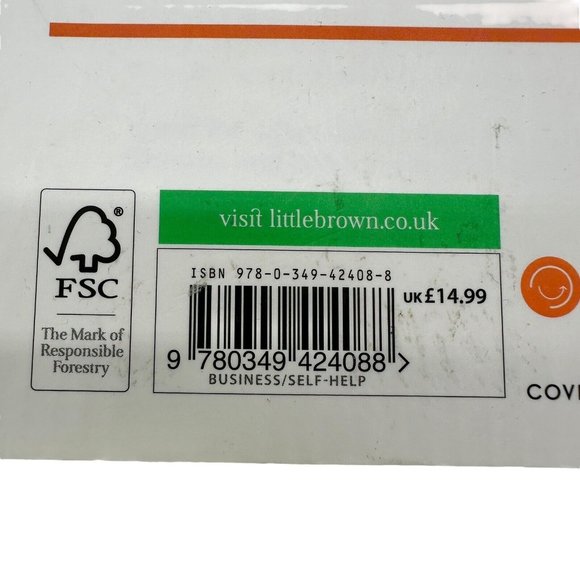 visit littlebrown.co.uk
ISBN 978-0-349-42408-8
UK £14.99
9 780349 424088 >
BUSINESS/SELF-HELP
®
FSC
The Mark of
Responsible
Forestry